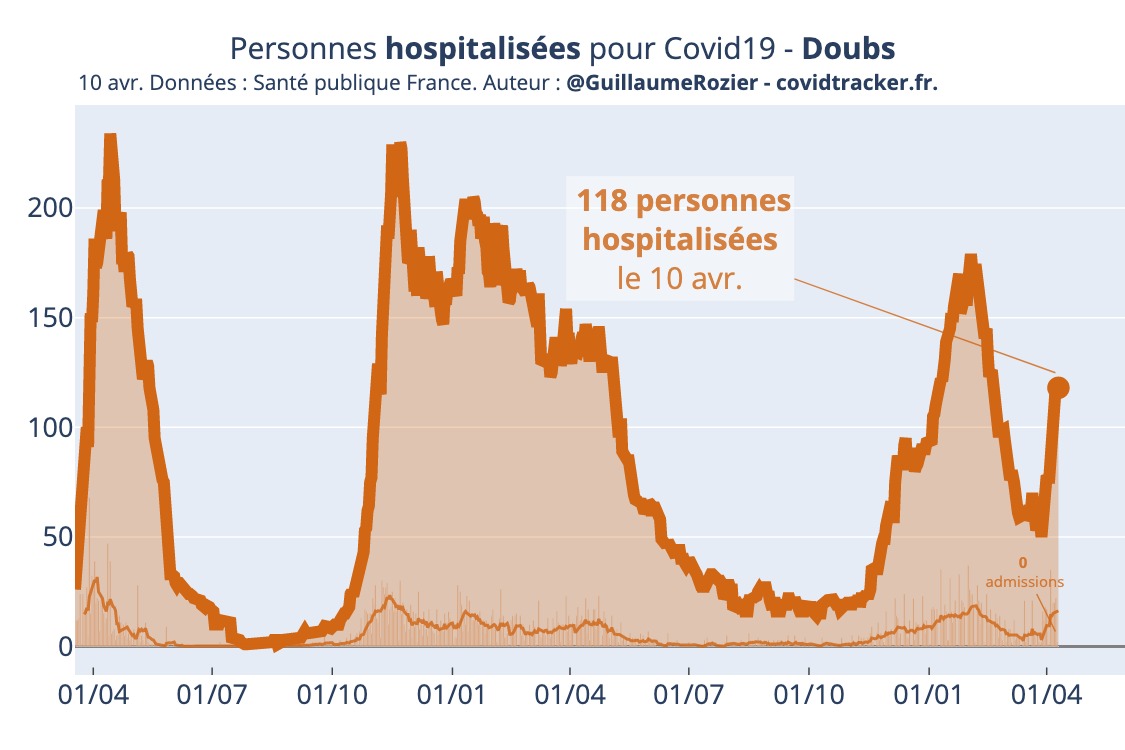 Personnes hospitalisées pour Covid19 - Doubs
10 avr. Données : Santé publique France. Auteur : @GuillaumeRozier - covidtracker.fr.
118 personnes
hospitalisées
le 10 avr.
200
150
100
50
0
0
admissions
01/04
01/07
01/10
01/01
01/04
01/07
01/10
01/01
01/04